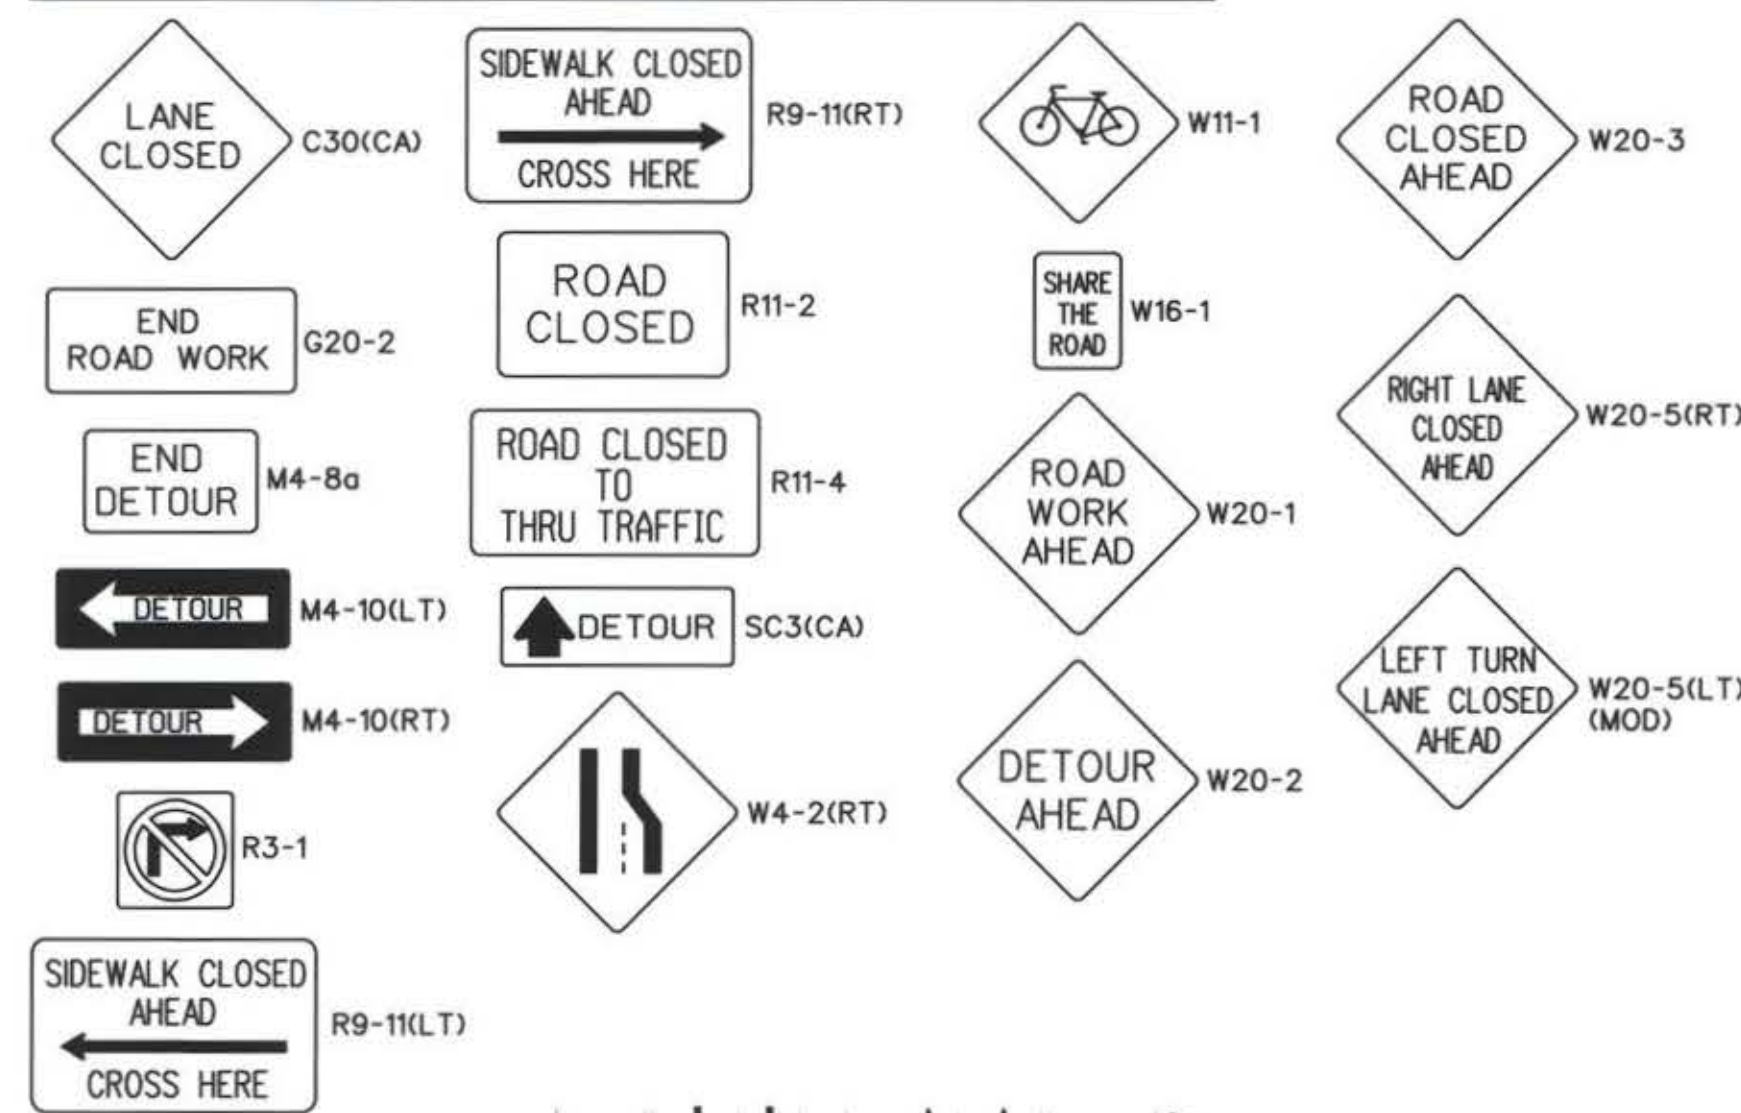 LANE
CLOSED
C30(CA)
END
ROAD WORK
G20-2
END
DETOUR
M4-8a
DETOUR
M4-10(LT)
DETOUR
M4-10(RT)
R3-1
SIDEWALK CLOSED
AHEAD
CROSS HERE
R9-11(LT)
SIDEWALK CLOSED
AHEAD
CROSS HERE
R9-11(RT)
ROAD
CLOSED
R11-2
ROAD CLOSED
TO
THRU TRAFFIC
R11-4
DETOUR
SC3(CA)
W4-2(RT)
W11-1
SHARE
THE
ROAD
W16-1
ROAD
WORK
AHEAD
W20-1
DETOUR
AHEAD
W20-2
ROAD
CLOSED
AHEAD
W20-3
RIGHT LANE
CLOSED
AHEAD
W20-5(RT)
LEFT TURN
LANE CLOSED
AHEAD
W20-5(LT)
(MOD)